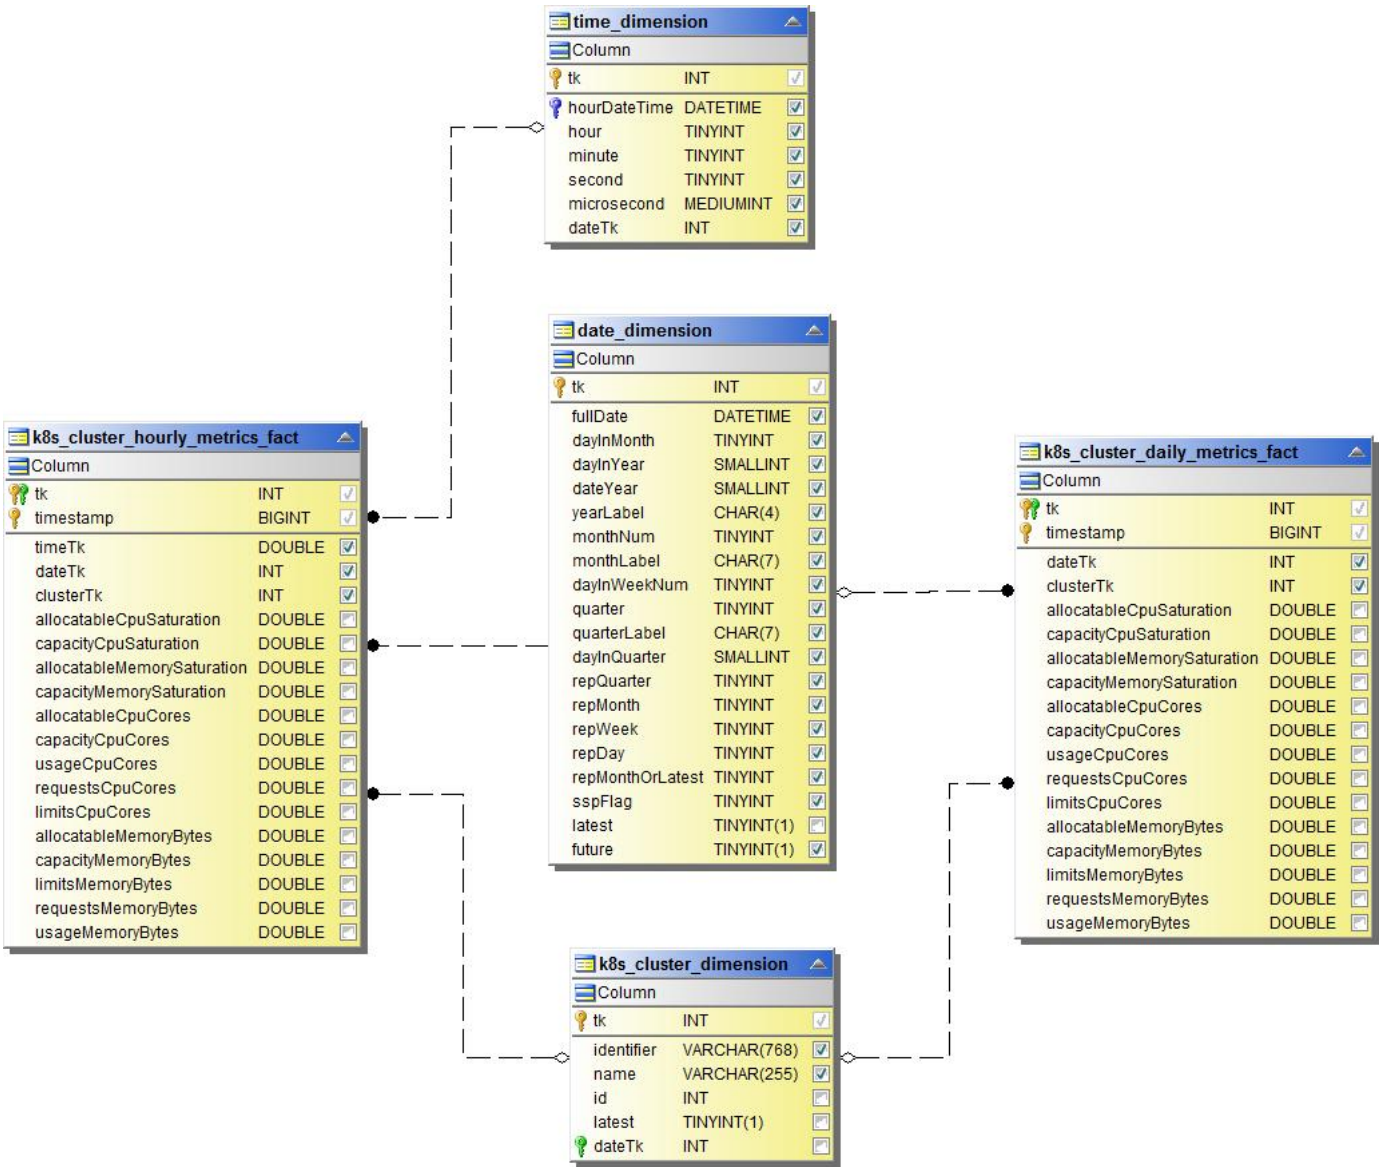 time_dimension
Column
tk INT
hourDateTime DATETIME
hour TINYINT
minute TINYINT
second TINYINT
microsecond MEDIUMINT
dateTk INT
date_dimension
Column
tk INT
fullDate DATETIME
dayInMonth TINYINT
dayInYear SMALLINT
dateYear SMALLINT
yearLabel CHAR(4)
monthNum TINYINT
monthLabel CHAR(7)
dayInWeekNum TINYINT
quarter TINYINT
quarterLabel CHAR(7)
dayInQuarter SMALLINT
repQuarter TINYINT
repMonth TINYINT
repWeek TINYINT
repDay TINYINT
repMonthOrLatest TINYINT
sspFlag TINYINT
latest TINYINT(1)
future TINYINT(1)
k8s_cluster_hourly_metrics_fact
Column
tk INT
timestamp BIGINT
timeTk DOUBLE
dateTk INT
clusterTk INT
allocatableCpuSaturation DOUBLE
capacityCpuSaturation DOUBLE
allocatableMemorySaturation DOUBLE
capacityMemorySaturation DOUBLE
allocatableCpuCores DOUBLE
capacityCpuCores DOUBLE
usageCpuCores DOUBLE
requestsCpuCores DOUBLE
limitsCpuCores DOUBLE
allocatableMemoryBytes DOUBLE
capacityMemoryBytes DOUBLE
limitsMemoryBytes DOUBLE
requestsMemoryBytes DOUBLE
usageMemoryBytes DOUBLE
k8s_cluster_daily_metrics_fact
Column
tk INT
timestamp BIGINT
dateTk INT
clusterTk INT
allocatableCpuSaturation DOUBLE
capacityCpuSaturation DOUBLE
allocatableMemorySaturation DOUBLE
capacityMemorySaturation DOUBLE
allocatableCpuCores DOUBLE
capacityCpuCores DOUBLE
usageCpuCores DOUBLE
requestsCpuCores DOUBLE
limitsCpuCores DOUBLE
allocatableMemoryBytes DOUBLE
capacityMemoryBytes DOUBLE
limitsMemoryBytes DOUBLE
requestsMemoryBytes DOUBLE
usageMemoryBytes DOUBLE
k8s_cluster_dimension
Column
tk INT
identifier VARCHAR(768)
name VARCHAR(255)
id INT
latest TINYINT(1)
dateTk INT